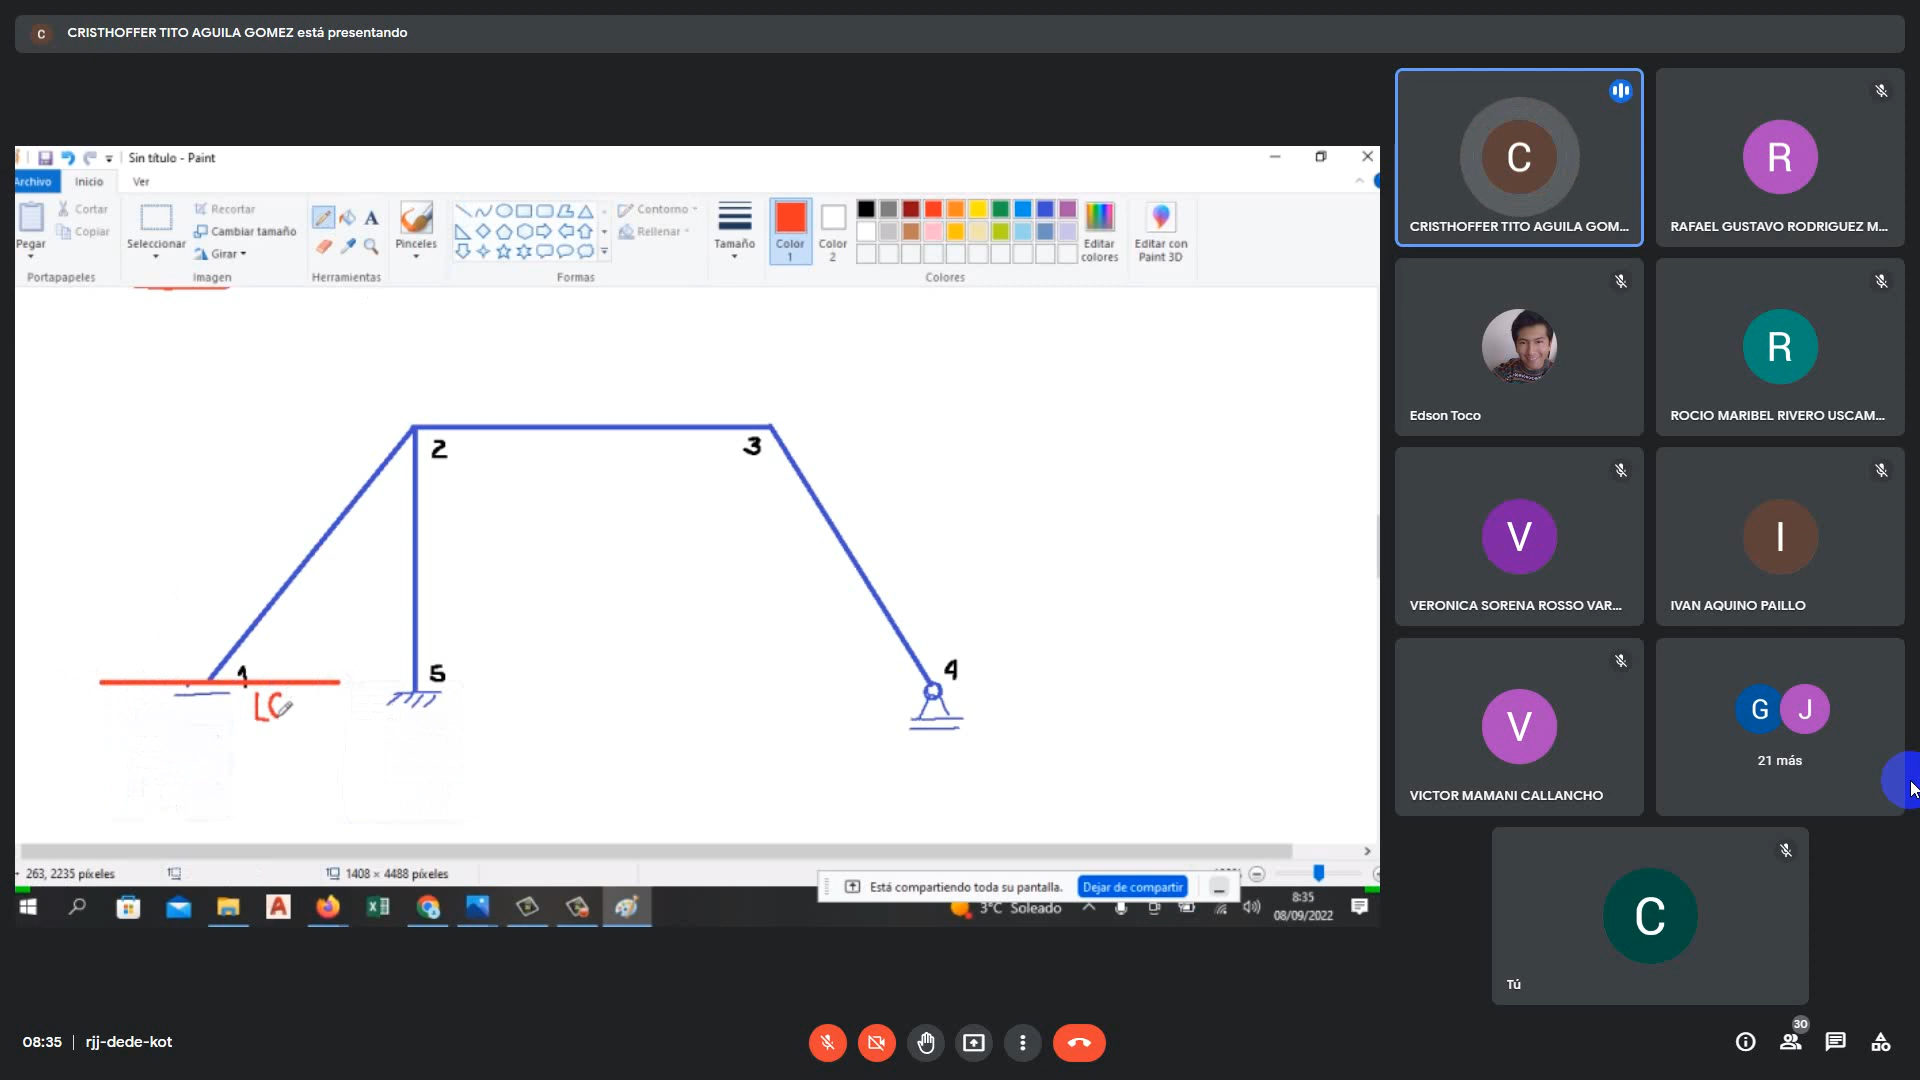 C CRISTHOFFER TITO AGUILA GOMEZ está presentando
Sin título - Paint
Archivo Inicio Ver
Pegar
Cortar
Copiar
Portapapeles
Seleccionar
Recortar
Cambiar tamaño
Girar
Imagen
A
Herramientas
Pinceles
Contorno
Rellenar
Formas
Tamaño
Color 1
Color 2
Editar colores
Editar con Paint 3D
Colores
2
3
1
5
4
LC
263, 2235 píxeles
1408 × 4488 píxeles
Está compartiendo toda su pantalla.
Dejar de compartir
3°C Soleado
8:35
08/09/2022
C
CRISTHOFFER TITO AGUILA GOM...
R
RAFAEL GUSTAVO RODRIGUEZ M...
Edson Toco
R
ROCIO MARIBEL RIVERO USCAM...
V
VERONICA SORENA ROSSO VAR...
I
IVAN AQUINO PAILLO
V
VICTOR MAMANI CALLANCHO
G J
21 más
C
Tú
08:35 | rjj-dede-kot
30